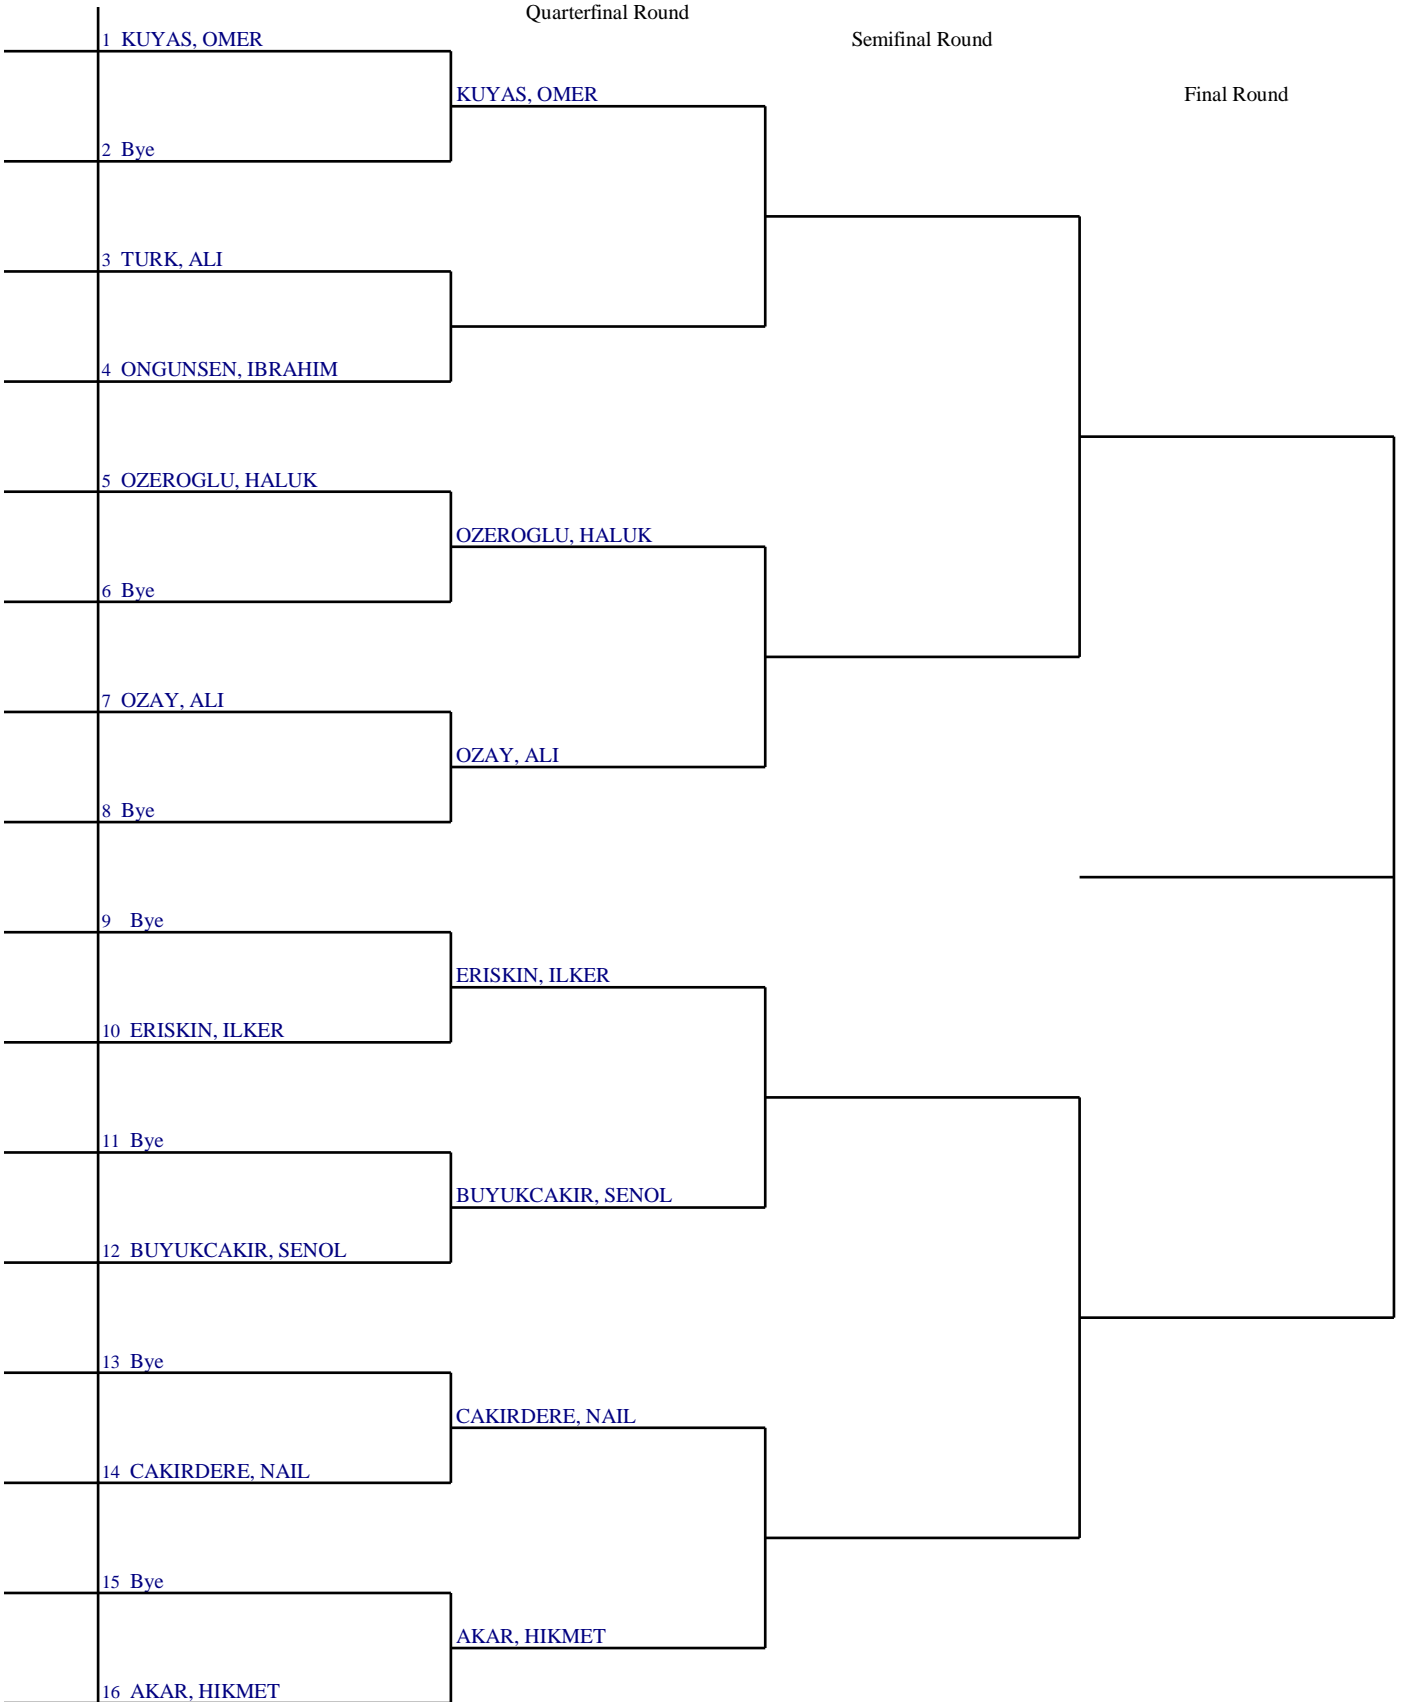 Quarterfinal Round
1 KUYAS, OMER
Semifinal Round
KUYAS, OMER
Final Round
2 Bye
3 TURK, ALI
4 ONGUNSEN, IBRAHIM
5 OZEROGLU, HALUK
OZEROGLU, HALUK
6 Bye
7 OZAY, ALI
OZAY, ALI
8 Bye
9 Bye
ERISKIN, ILKER
10 ERISKIN, ILKER
11 Bye
BUYUKCAKIR, SENOL
12 BUYUKCAKIR, SENOL
13 Bye
CAKIRDERE, NAIL
14 CAKIRDERE, NAIL
15 Bye
AKAR, HIKMET
16 AKAR, HIKMET